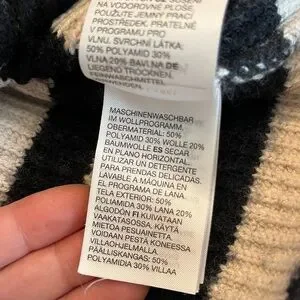 NA VODOROVNÉ PLOŠE
POUŽIJTE JEMNÝ PRACÍ
PROSTŘEDEK. PRATELNÉ
V PROGRAMU PRO
VLNU. SVRCHNÍ LÁTKA:
50% POLYAMID 30%
VLNA 20% BAVLNA DE
LIEGEND TROCKNEN.
FEINWASCHMITTEL
VERWENDEN.
MASCHINENWASCHBAR
IM WOLLPROGRAMM.
OBERMATERIAL: 50%
POLYAMID 30% WOLLE 20%
BAUMWOLLE ES SECAR
EN PLANO HORIZONTAL.
UTILIZAR UN DETERGENTE
PARA PRENDAS DELICADAS.
LAVABLE A MÁQUINA EN
EL PROGRAMA DE LANA.
TELA EXTERIOR: 50%
POLIAMIDA 30% LANA 20%
ALGODÓN FI KUIVATAAN
VAAKATASOSSA. KÄYTÄ
MIETOA PESUAINETTA.
VOIDAAN PESTÄ KONEESSA
VILLAOHJELMALLA.
PÄÄLLISKANGAS: 50%
POLYAMIDIA 30% VILLAA